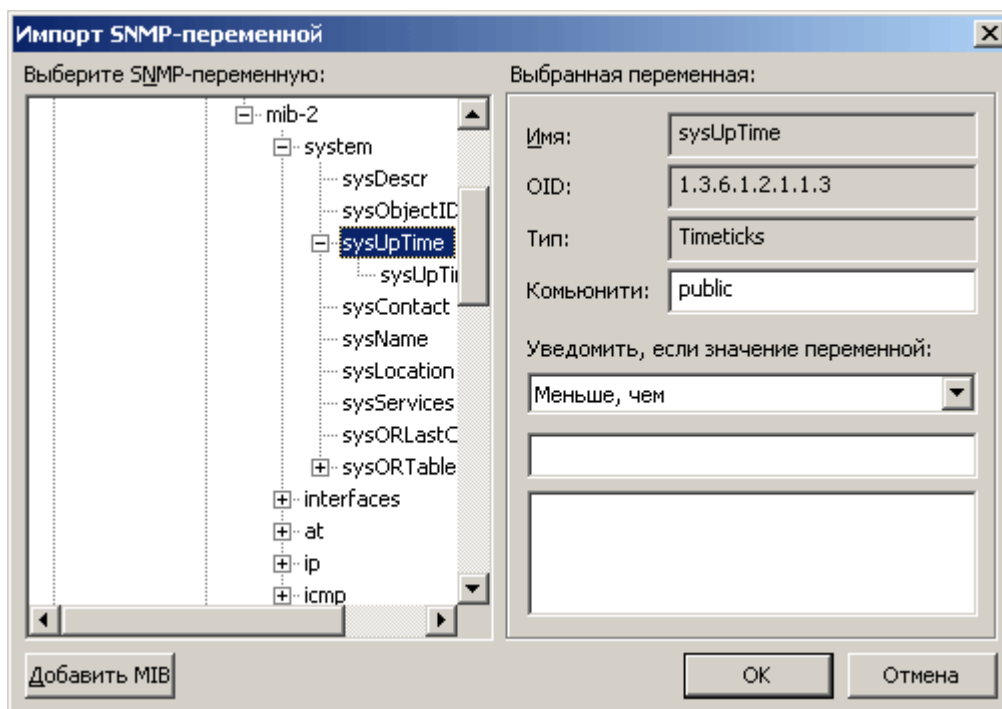 Импорт SNMP-переменной
Выберите SNMP-переменную:
mib-2
system
sysDescr
sysObjectID
sysUpTime
sysUpTi
sysContact
sysName
sysLocation
sysServices
sysORLastC
sysORTable
interfaces
at
ip
icmp
Добавить MIB
Выбранная переменная:
Имя: sysUpTime
OID: 1.3.6.1.2.1.1.3
Тип: Timeticks
Комьюнити: public
Уведомить, если значение переменной:
Меньше, чем
OK Отмена